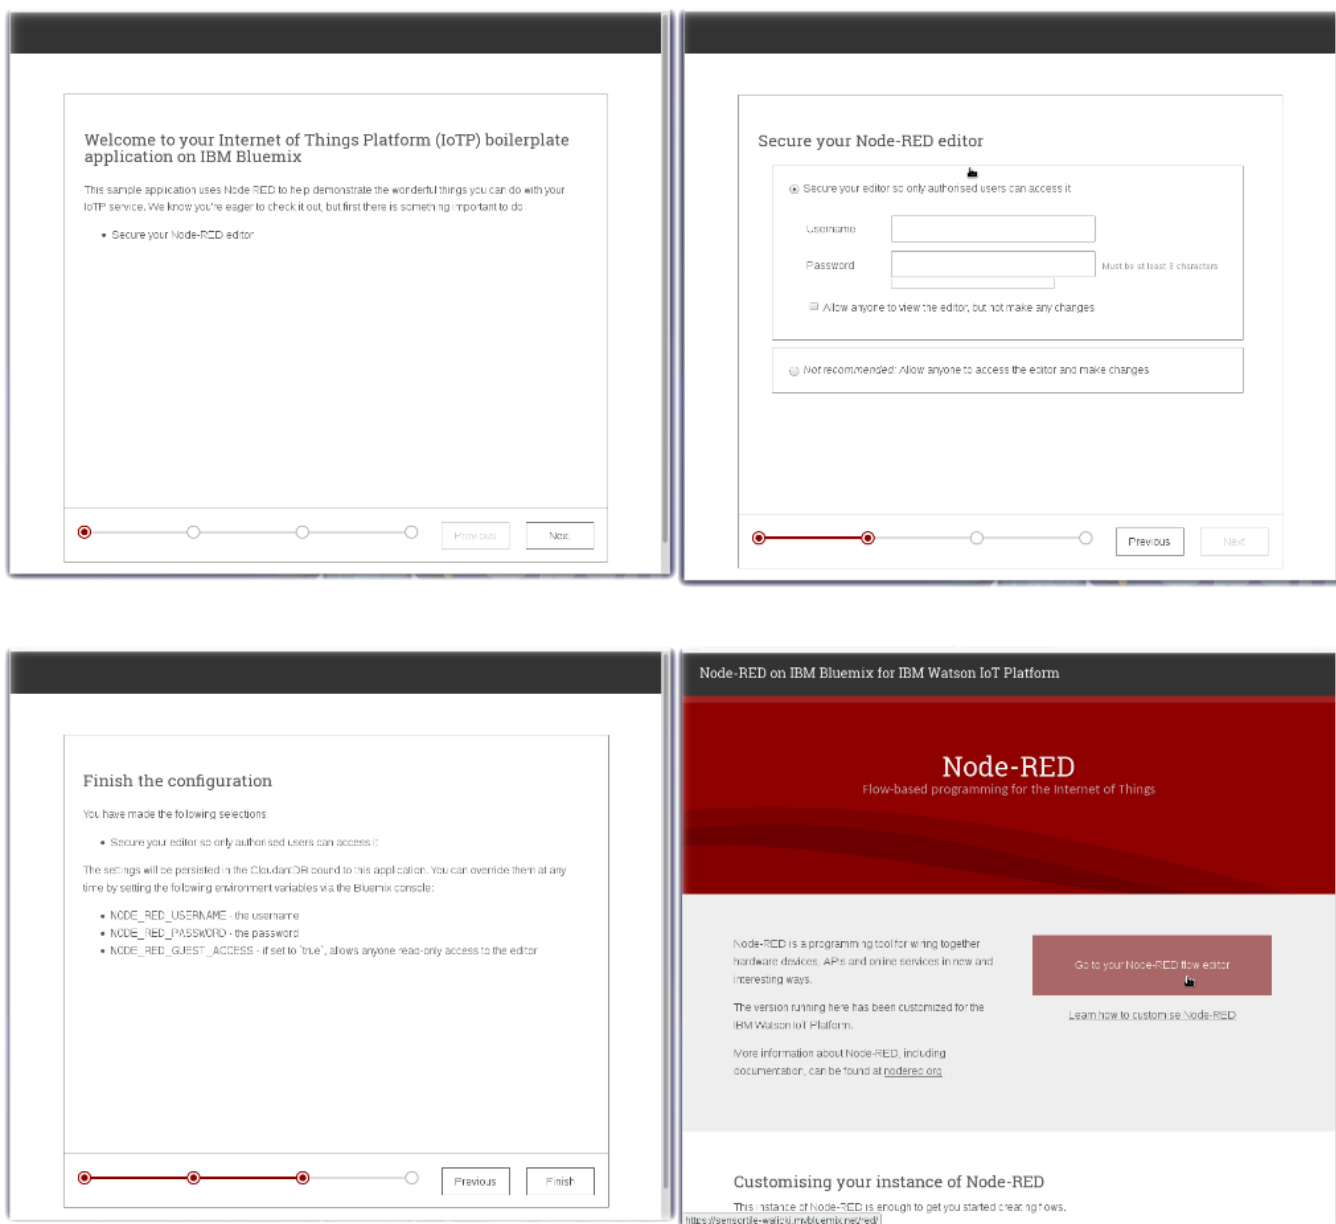 Welcome to your Internet of Things Platform (IoTP) boilerplate
application on IBM Bluemix
This sample application uses Node RED to help demonstrate the wonderful things you can do with your
IoTP service. We know you're eager to check it out, but first there is something important to do
• Secure your Node-RED editor
Previous
Next
Secure your Node-RED editor
Secure your editor so only authorised users can access it
Username
Password
Must be at least 8 characters
Allow anyone to view the editor, but not make any changes
Not recommended: Allow anyone to access the editor and make changes
Previous
Next
Finish the configuration
You have made the following selections
• Secure your editor so only authorised users can access it
The settings will be persisted in the CloudantDB bound to this application. You can override them at any
time by setting the following environment variables via the Bluemix console:
• NODE_RED_USERNAME - the username
• NODE_RED_PASSWORD - the password
• NODE_RED_GUEST_ACCESS - if set to `true`, allows anyone read-only access to the editor
Previous
Finish
Node-RED on IBM Bluemix for IBM Watson IoT Platform
Node-RED
Flow-based programming for the Internet of Things
Node-RED is a programming tool for wiring together
hardware devices, APIs and online services in new and
interesting ways.
The version running here has been customized for the
IBM Watson IoT Platform.
More information about Node-RED, including
documentation, can be found at nodered.org
Go to your Node-RED flow editor
Learn how to customise Node-RED
Customising your instance of Node-RED
This instance of Node-RED is enough to get you started creating flows.
https://sensortile-walicki.mybluemix.net/red/